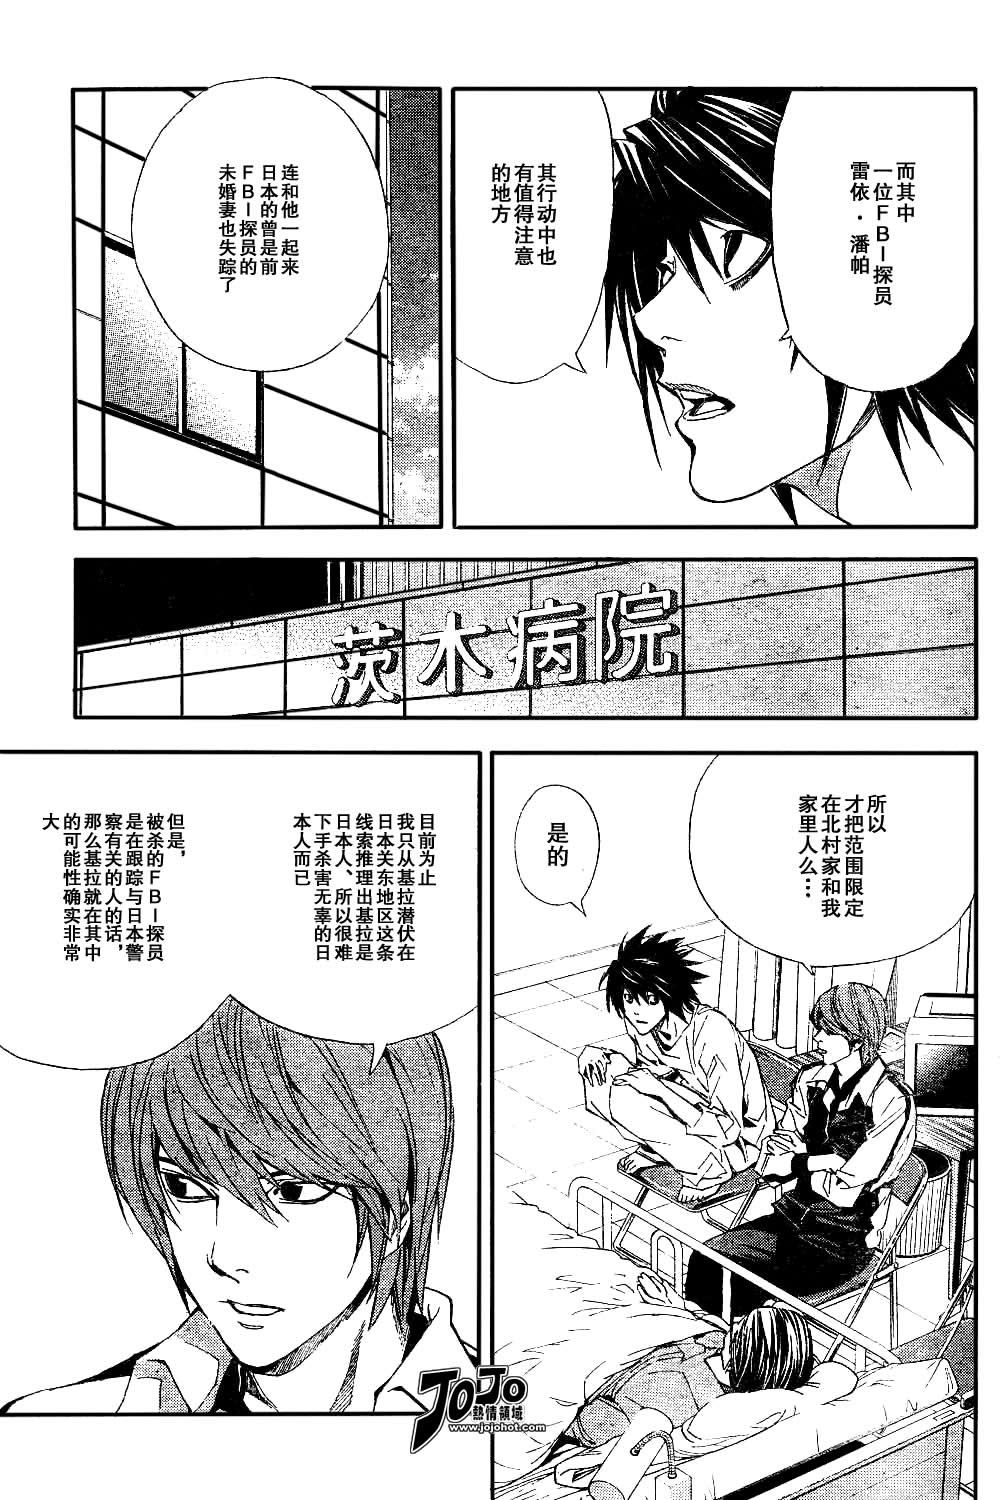 而其中
一位FBI探员
雷依·潘帕
其行动中也
有值得注意
的地方
连和他一起来
日本的曾是前
FBI探员的
未婚妻也失踪了
茨木病院
所以
才把范围限定
在北村家和我
家里人么…
是的
目前为止
我只从基拉潜伏在
日本关东地区这条
线索推理出基拉是
日本人、所以很难
下手杀害无辜的日
本人而已
但是,
被杀的FBI探员
是在跟踪与日本警
察有关的人的话,
那么基拉就在其中
的可能性确实非常
大
JOJO
熱情領域
www.jojohot.com